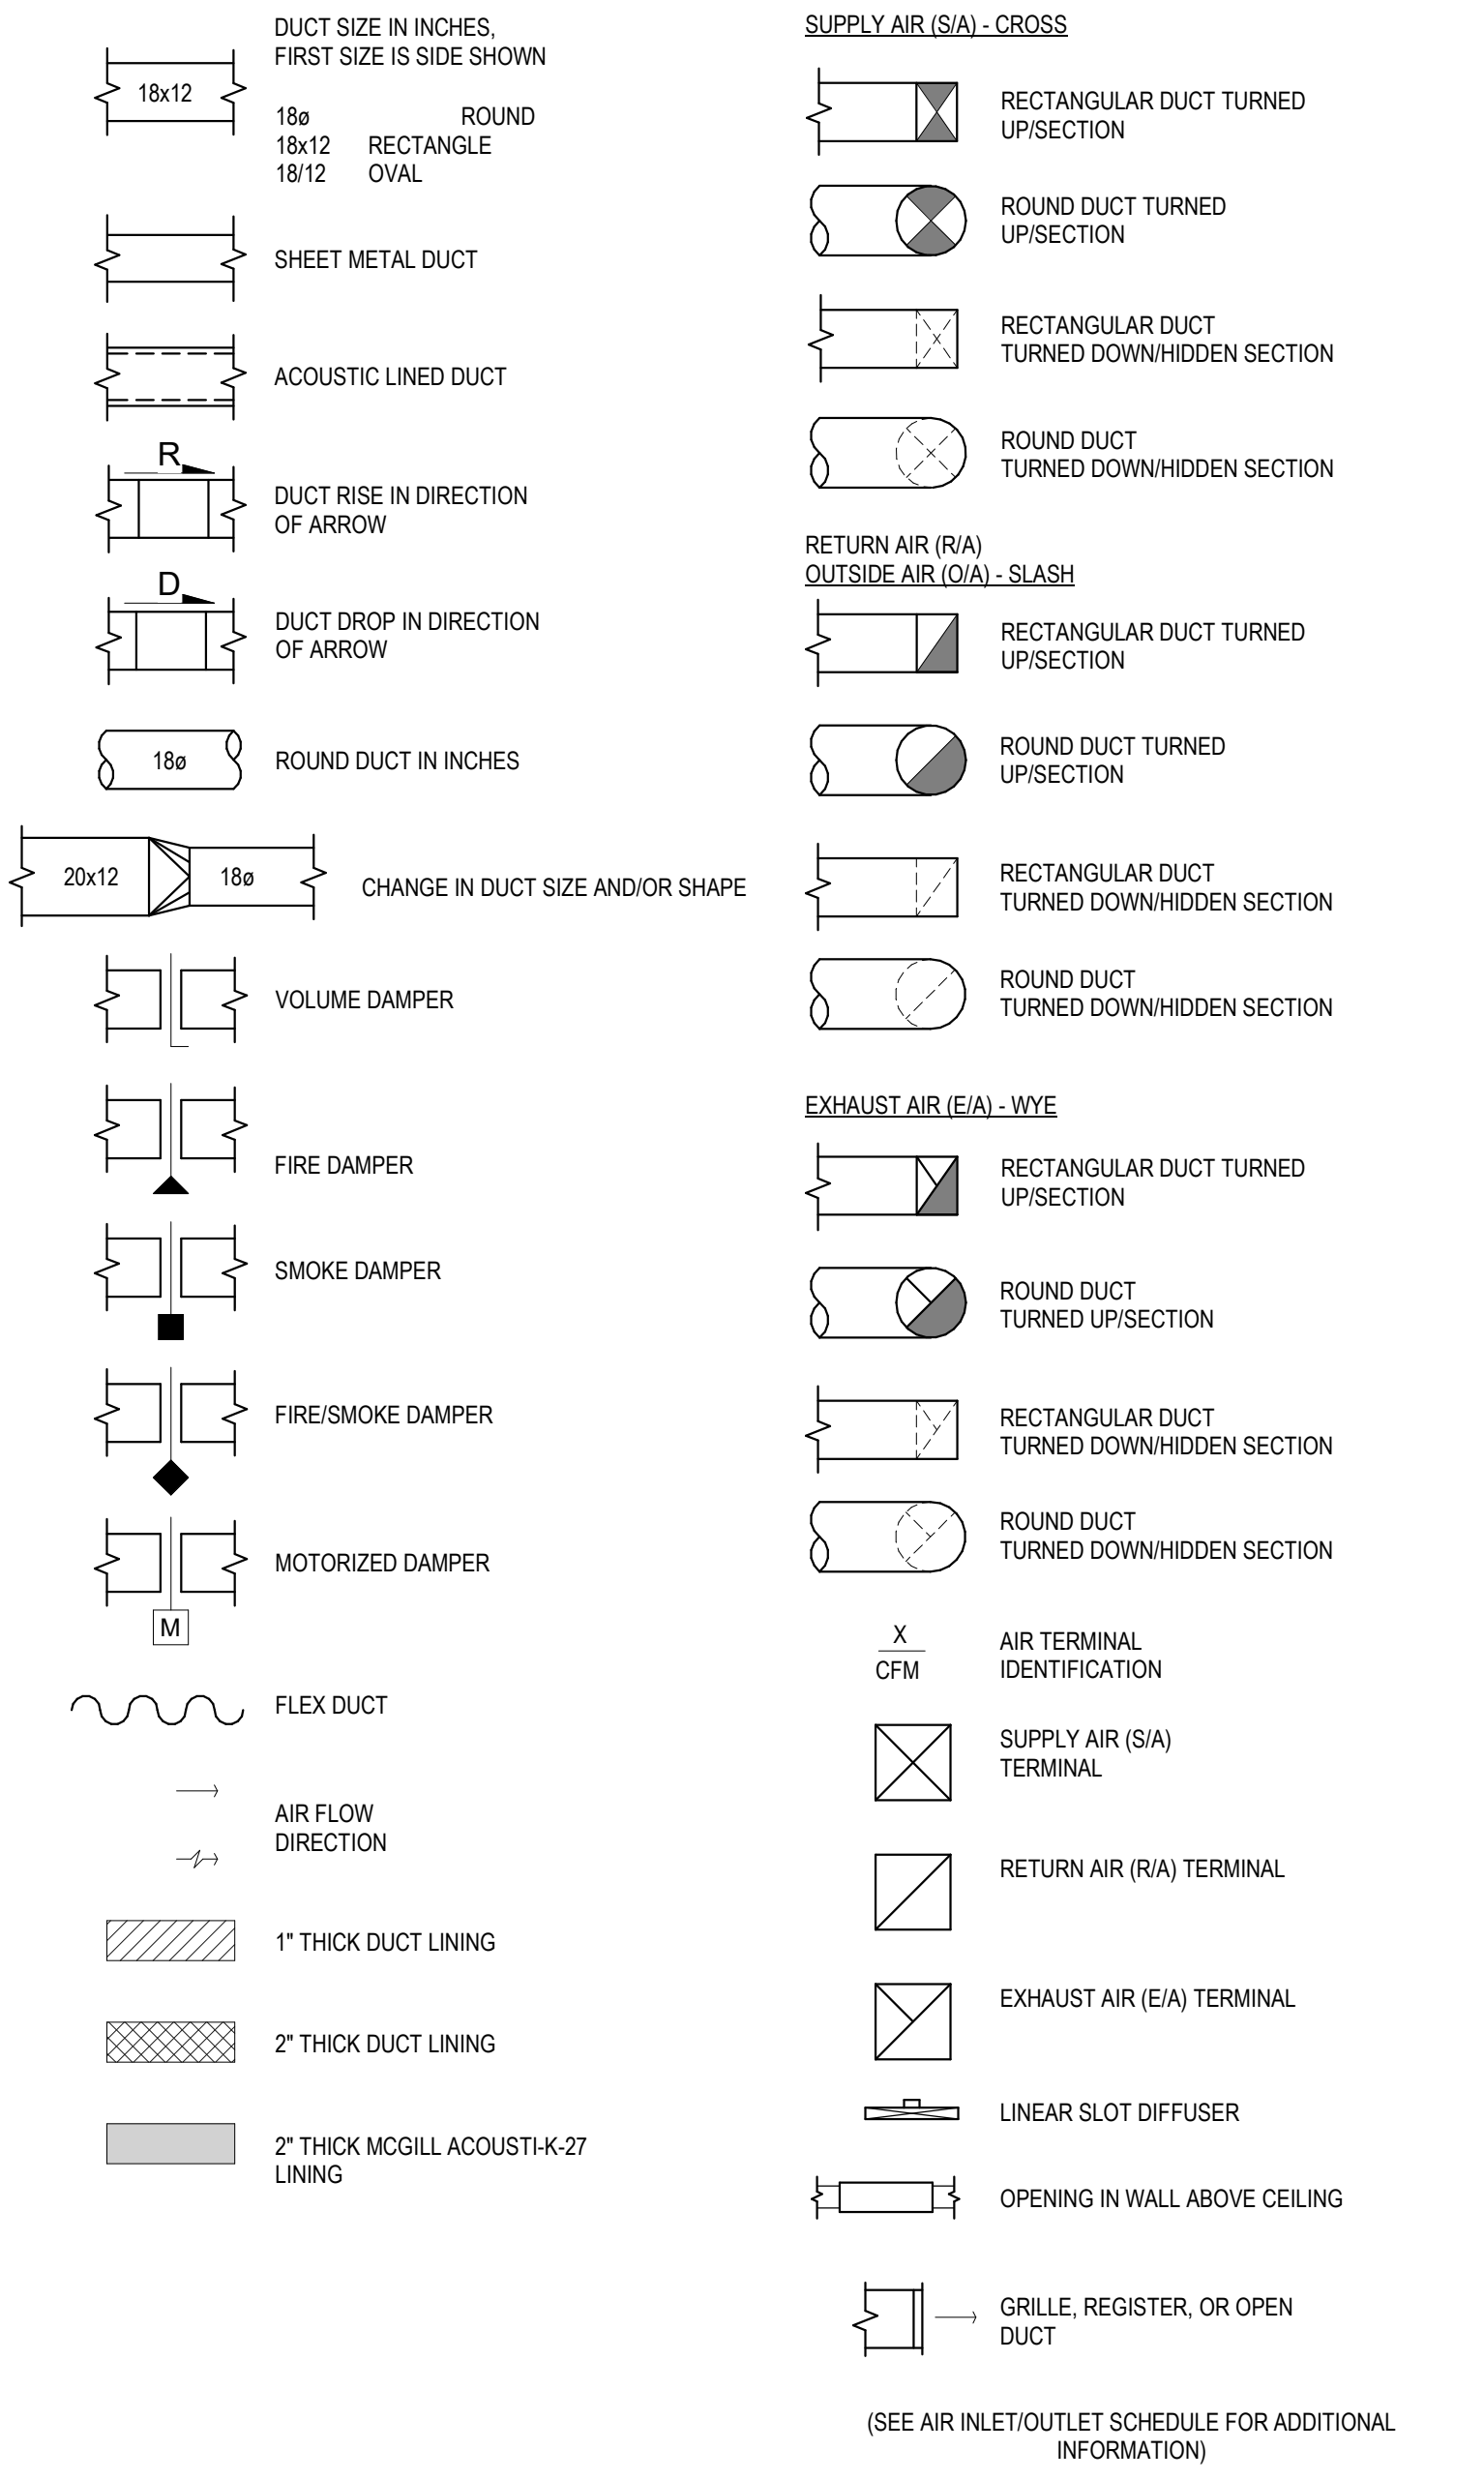 DUCT SIZE IN INCHES,
FIRST SIZE IS SIDE SHOWN
18x12
18ø ROUND
18x12 RECTANGLE
18/12 OVAL
SHEET METAL DUCT
ACOUSTIC LINED DUCT
R
DUCT RISE IN DIRECTION
OF ARROW
D
DUCT DROP IN DIRECTION
OF ARROW
18ø
ROUND DUCT IN INCHES
20x12
18ø
CHANGE IN DUCT SIZE AND/OR SHAPE
VOLUME DAMPER
FIRE DAMPER
SMOKE DAMPER
FIRE/SMOKE DAMPER
MOTORIZED DAMPER
M
FLEX DUCT
AIR FLOW
DIRECTION
1" THICK DUCT LINING
2" THICK DUCT LINING
2" THICK MCGILL ACOUSTI-K-27
LINING
SUPPLY AIR (S/A) - CROSS
RECTANGULAR DUCT TURNED
UP/SECTION
ROUND DUCT TURNED
UP/SECTION
RECTANGULAR DUCT
TURNED DOWN/HIDDEN SECTION
ROUND DUCT
TURNED DOWN/HIDDEN SECTION
RETURN AIR (R/A)
OUTSIDE AIR (O/A) - SLASH
RECTANGULAR DUCT TURNED
UP/SECTION
ROUND DUCT TURNED
UP/SECTION
RECTANGULAR DUCT
TURNED DOWN/HIDDEN SECTION
ROUND DUCT
TURNED DOWN/HIDDEN SECTION
EXHAUST AIR (E/A) - WYE
RECTANGULAR DUCT TURNED
UP/SECTION
ROUND DUCT
TURNED UP/SECTION
RECTANGULAR DUCT
TURNED DOWN/HIDDEN SECTION
ROUND DUCT
TURNED DOWN/HIDDEN SECTION
X
CFM
AIR TERMINAL
IDENTIFICATION
SUPPLY AIR (S/A)
TERMINAL
RETURN AIR (R/A) TERMINAL
EXHAUST AIR (E/A) TERMINAL
LINEAR SLOT DIFFUSER
OPENING IN WALL ABOVE CEILING
GRILLE, REGISTER, OR OPEN
DUCT
(SEE AIR INLET/OUTLET SCHEDULE FOR ADDITIONAL
INFORMATION)